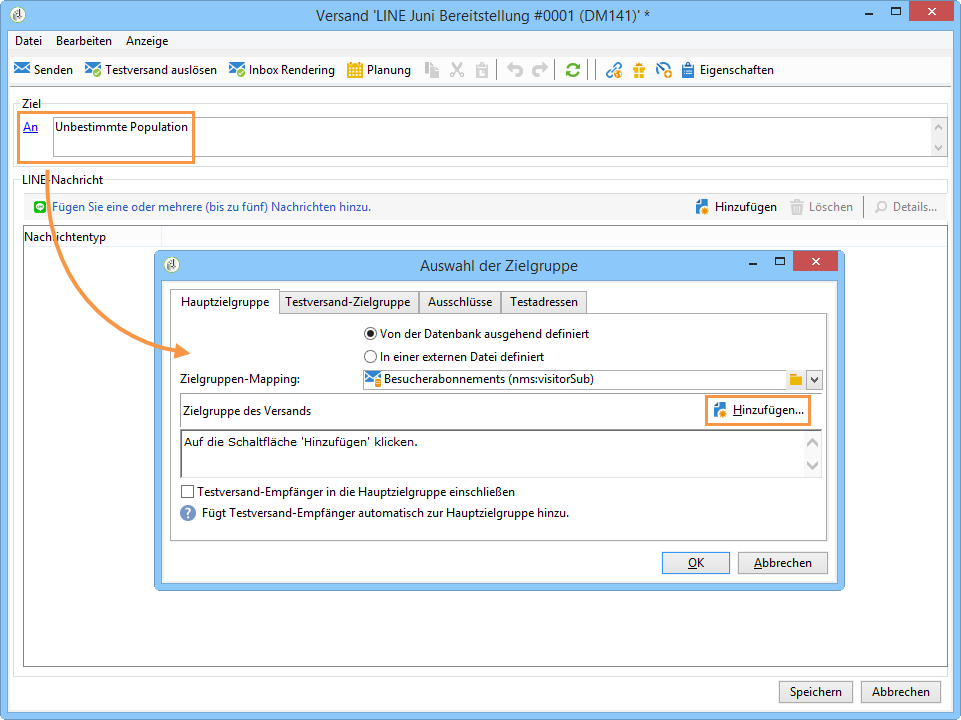 Versand 'LINE Juni Bereitstellung #0001 (DM141)' *
Datei Bearbeiten Anzeige
Senden Testversand auslösen Inbox Rendering Planung Eigenschaften
Ziel
An Unbestimmte Population
LINE-Nachricht
Fügen Sie eine oder mehrere (bis zu fünf) Nachrichten hinzu. Hinzufügen Löschen Details...
Nachrichtentyp
Auswahl der Zielgruppe
Hauptzielgruppe Testversand-Zielgruppe Ausschlüsse Testadressen
Von der Datenbank ausgehend definiert
In einer externen Datei definiert
Zielgruppen-Mapping: Besucherabonnements (nms:visitorSub)
Zielgruppe des Versands Hinzufügen...
Auf die Schaltfläche 'Hinzufügen' klicken.
Testversand-Empfänger in die Hauptzielgruppe einschließen
? Fügt Testversand-Empfänger automatisch zur Hauptzielgruppe hinzu.
OK Abbrechen
Speichern Abbrechen